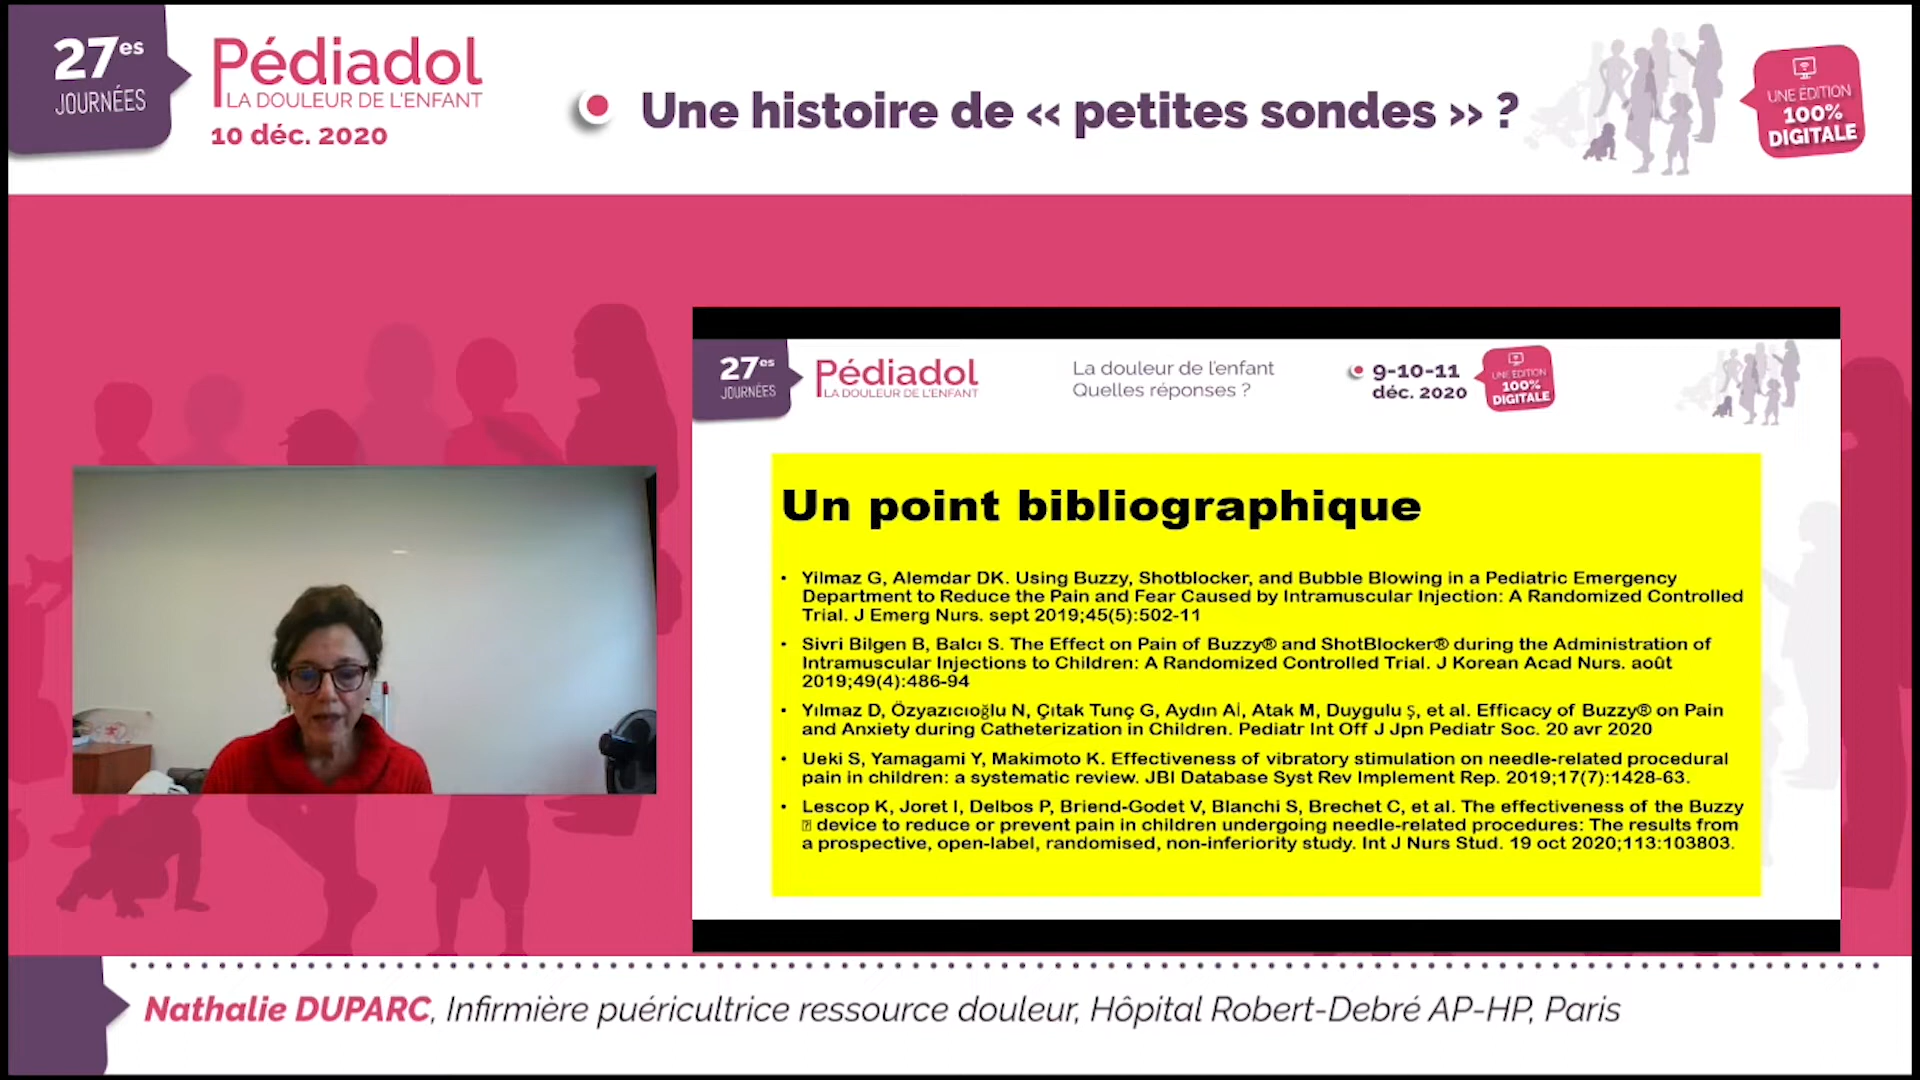 27es
JOURNÉES
Pédiadol
LA DOULEUR DE L'ENFANT
10 déc. 2020
Une histoire de « petites sondes » ?
UNE ÉDITION
100%
DIGITALE
27es
JOURNÉES
Pédiadol
LA DOULEUR DE L'ENFANT
La douleur de l'enfant
Quelles réponses ?
9-10-11
déc. 2020
UNE ÉDITION
100%
DIGITALE
Un point bibliographique
• Yilmaz G, Alemdar DK. Using Buzzy, Shotblocker, and Bubble Blowing in a Pediatric Emergency
Department to Reduce the Pain and Fear Caused by Intramuscular Injection: A Randomized Controlled
Trial. J Emerg Nurs. sept 2019;45(5):502-11
• Sivri Bilgen B, Balcı S. The Effect on Pain of Buzzy® and ShotBlocker® during the Administration of
Intramuscular Injections to Children: A Randomized Controlled Trial. J Korean Acad Nurs. août
2019;49(4):486-94
• Yılmaz D, Özyazıcıoğlu N, Çıtak Tunç G, Aydın Aİ, Atak M, Duygulu Ş, et al. Efficacy of Buzzy® on Pain
and Anxiety during Catheterization in Children. Pediatr Int Off J Jpn Pediatr Soc. 20 avr 2020
• Ueki S, Yamagami Y, Makimoto K. Effectiveness of vibratory stimulation on needle-related procedural
pain in children: a systematic review. JBI Database Syst Rev Implement Rep. 2019;17(7):1428-63.
• Lescop K, Joret I, Delbos P, Briend-Godet V, Blanchi S, Brechet C, et al. The effectiveness of the Buzzy
device to reduce or prevent pain in children undergoing needle-related procedures: The results from
a prospective, open-label, randomised, non-inferiority study. Int J Nurs Stud. 19 oct 2020;113:103803.
Nathalie DUPARC, Infirmière puéricultrice ressource douleur, Hôpital Robert-Debré AP-HP, Paris